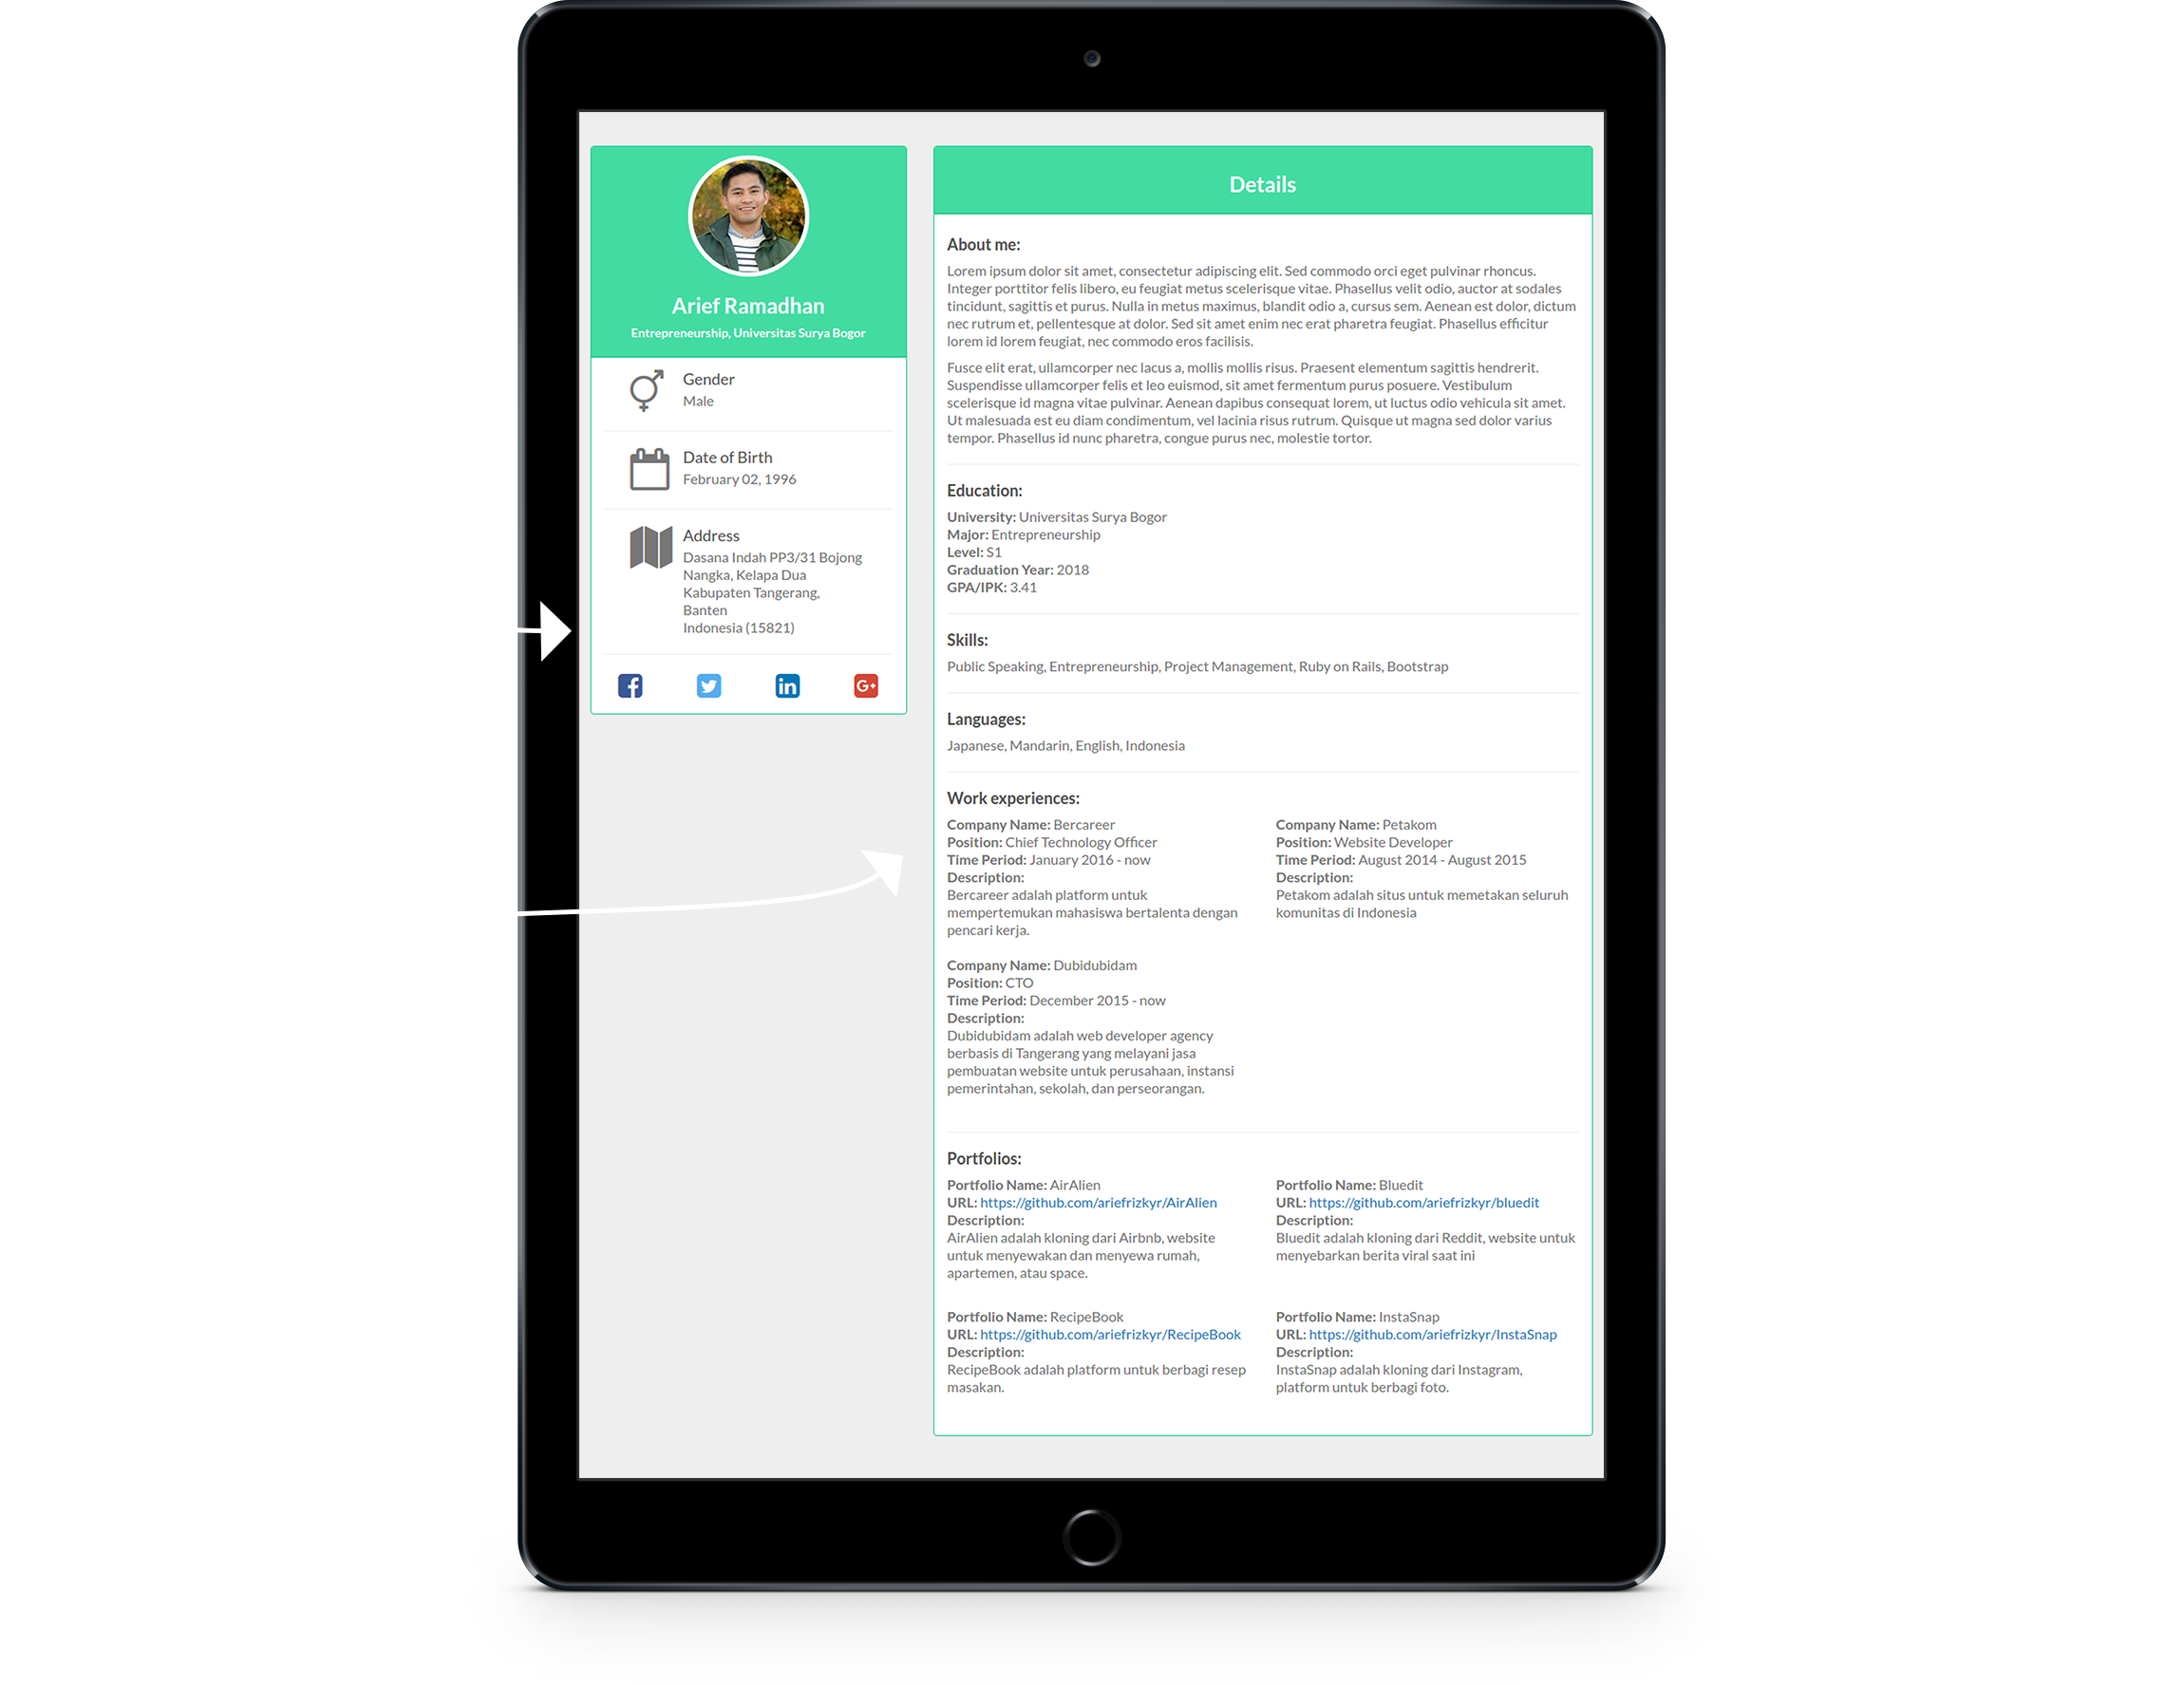 Arief Ramadhan
Entrepreneurship, Universitas Surya Bogor
Gender
Male
Date of Birth
February 02, 1996
Address
Dasana Indah PP3/31 Bojong
Nangka, Kelapa Dua
Kabupaten Tangerang,
Banten
Indonesia (15821)
f
in
G+
Details
About me:
Lorem ipsum dolor sit amet, consectetur adipiscing elit. Sed commodo orci eget pulvinar rhoncus.
Integer porttitor felis libero, eu feugiat metus scelerisque vitae. Phasellus velit odio, auctor at sodales
tincidunt, sagittis et purus. Nulla in metus maximus, blandit odio a, cursus sem. Aenean est dolor, dictum
nec rutrum et, pellentesque at dolor. Sed sit amet enim nec erat pharetra feugiat. Phasellus efficitur
lorem id lorem feugiat, nec commodo eros facilisis.
Fusce elit erat, ullamcorper nec lacus a, mollis mollis risus. Praesent elementum sagittis hendrerit.
Suspendisse ullamcorper felis et leo euismod, sit amet fermentum purus posuere. Vestibulum
scelerisque id magna vitae pulvinar. Aenean dapibus consequat lorem, ut luctus odio vehicula sit amet.
Ut malesuada est eu diam condimentum, vel lacinia risus rutrum. Quisque ut magna sed dolor varius
tempor. Phasellus id nunc pharetra, congue purus nec, molestie tortor.
Education:
University: Universitas Surya Bogor
Major: Entrepreneurship
Level: S1
Graduation Year: 2018
GPA/IPK: 3.41
Skills:
Public Speaking, Entrepreneurship, Project Management, Ruby on Rails, Bootstrap
Languages:
Japanese, Mandarin, English, Indonesia
Work experiences:
Company Name: Bercareer
Position: Chief Technology Officer
Time Period: January 2016 - now
Description:
Bercareer adalah platform untuk
mempertemukan mahasiswa bertalenta dengan
pencari kerja.
Company Name: Petakom
Position: Website Developer
Time Period: August 2014 - August 2015
Description:
Petakom adalah situs untuk memetakan seluruh
komunitas di Indonesia
Company Name: Dubidubidam
Position: CTO
Time Period: December 2015 - now
Description:
Dubidubidam adalah web developer agency
berbasis di Tangerang yang melayani jasa
pembuatan website untuk perusahaan, instansi
pemerintahan, sekolah, dan perseorangan.
Portfolios:
Portfolio Name: AirAlien
URL: https://github.com/ariefrizkyr/AirAlien
Description:
AirAlien adalah kloning dari Airbnb, website
untuk menyewakan dan menyewa rumah,
apartemen, atau space.
Portfolio Name: Bluedit
URL: https://github.com/ariefrizkyr/bluedit
Description:
Bluedit adalah kloning dari Reddit, website untuk
menyebarkan berita viral saat ini
Portfolio Name: RecipeBook
URL: https://github.com/ariefrizkyr/RecipeBook
Description:
RecipeBook adalah platform untuk berbagi resep
masakan.
Portfolio Name: InstaSnap
URL: https://github.com/ariefrizkyr/InstaSnap
Description:
InstaSnap adalah kloning dari Instagram,
platform untuk berbagi foto.